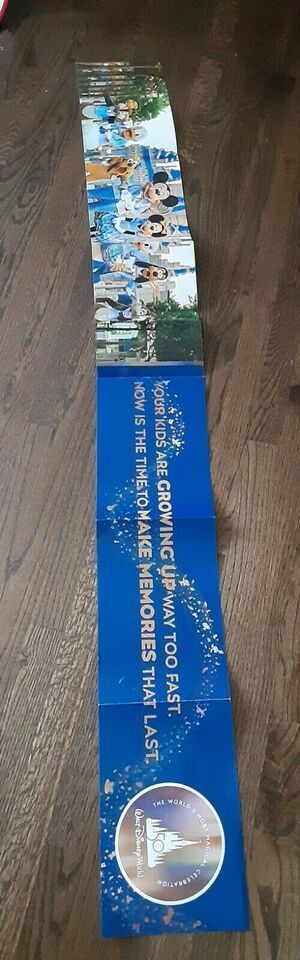 YOUR KIDS ARE GROWING UP WAY TOO FAST.
NOW IS THE TIME TO MAKE MEMORIES THAT LAST.
THE WORLD'S MOST MAGICAL CELEBRATION
50
Walt Disney World